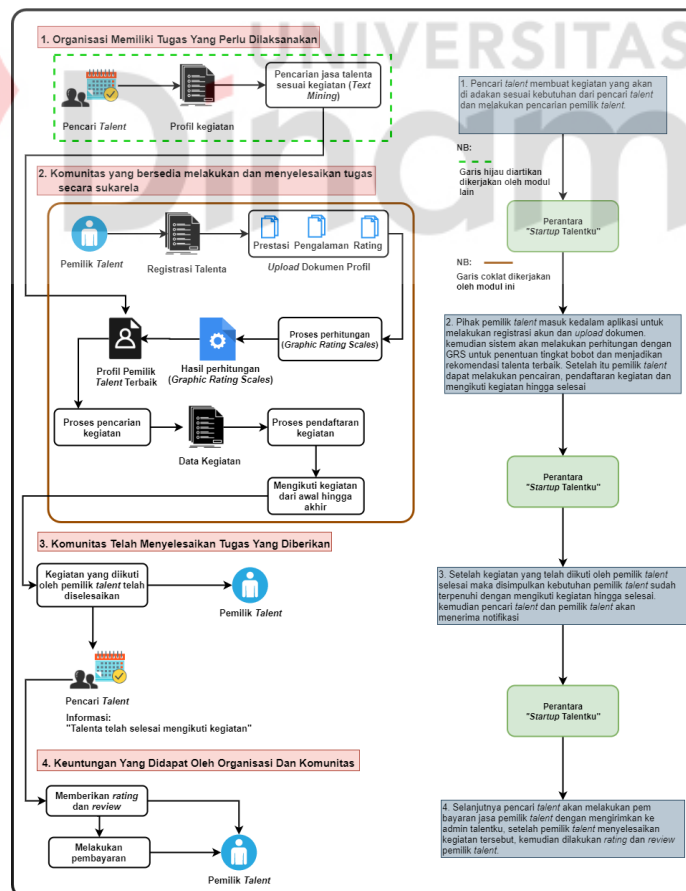 UNIVERSITAS
Dinam
1. Organisasi Memiliki Tugas Yang Perlu Dilaksanakan
Pencari Talent
Profil kegiatan
Pencarian jasa talenta
sesuai kegiatan (Text
Mining)
2. Komunitas yang bersedia melakukan dan menyelesaikan tugas
secara sukarela
Pemilik Talent
Registrasi Talenta
Prestasi
Pengalaman
Rating
Upload Dokumen Profil
Profil Pemilik
Talent Terbaik
Hasil perhitungan
(Graphic Rating Scales)
Proses perhitungan
(Graphic Rating Scales)
Proses pencarian
kegiatan
Data Kegiatan
Proses pendaftaran
kegiatan
Mengikuti kegiatan
dari awal hingga
akhir
3. Komunitas Telah Menyelesaikan Tugas Yang Diberikan
Kegiatan yang diikuti
oleh pemilik talent telah
diselesaikan
Pemilik Talent
Pencari Talent
Informasi:
"Talenta telah selesai mengikuti kegiatan"
4. Keuntungan Yang Didapat Oleh Organisasi Dan Komunitas
Memberikan rating
dan review
Melakukan
pembayaran
Pemilik Talent
1. Pencari talent membuat kegiatan yang akan
di adakan sesuai kebutuhan dari pencari talent
dan melakukan pencarian pemilik talent.
NB:
Garis hijau diartikan
dikerjakan oleh modul
lain
Perantara
"Startup Talentku"
NB:
Garis coklat dikerjakan
oleh modul ini
2. Pihak pemilik talent masuk kedalam aplikasi untuk
melakukan registrasi akun dan upload dokumen.
kemudian sistem akan melakukan perhitungan dengan
GRS untuk penentuan tingkat bobot dan menjadikan
rekomendasi talenta terbaik. Setelah itu pemilik talent
dapat melakukan pencairan, pendaftaran kegiatan dan
mengikuti kegiatan hingga selesai
Perantara
"Startup Talentku"
3. Setelah kegiatan yang telah diikuti oleh pemilik talent
selesai maka disimpulkan kebutuhan pemilik talent sudah
terpenuhi dengan mengikuti kegiatan hingga selesai.
kemudian pencari talent dan pemilik talent akan
menerima notifikasi
Perantara
"Startup Talentku"
4. Selanjutnya pencari talent akan melakukan pem
bayaran jasa pemilik talent dengan mengirimkan ke
admin talentku, setelah pemilik talent menyelesaikan
kegiatan tersebut, kemudian dilakukan rating dan review
pemilik talent.